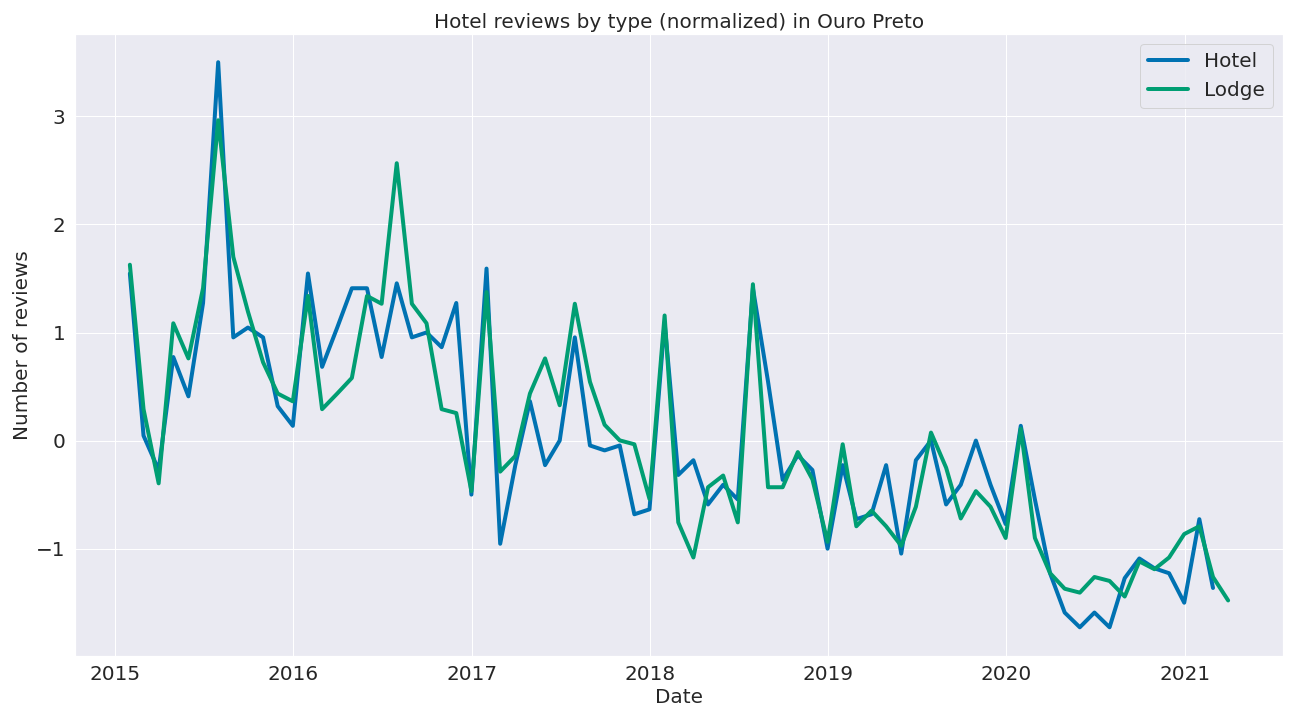 Hotel reviews by type (normalized) in Ouro Preto
Hotel
Lodge
Number of reviews
3
2
1
0
−1
2015 2016 2017 2018 2019 2020 2021
Date